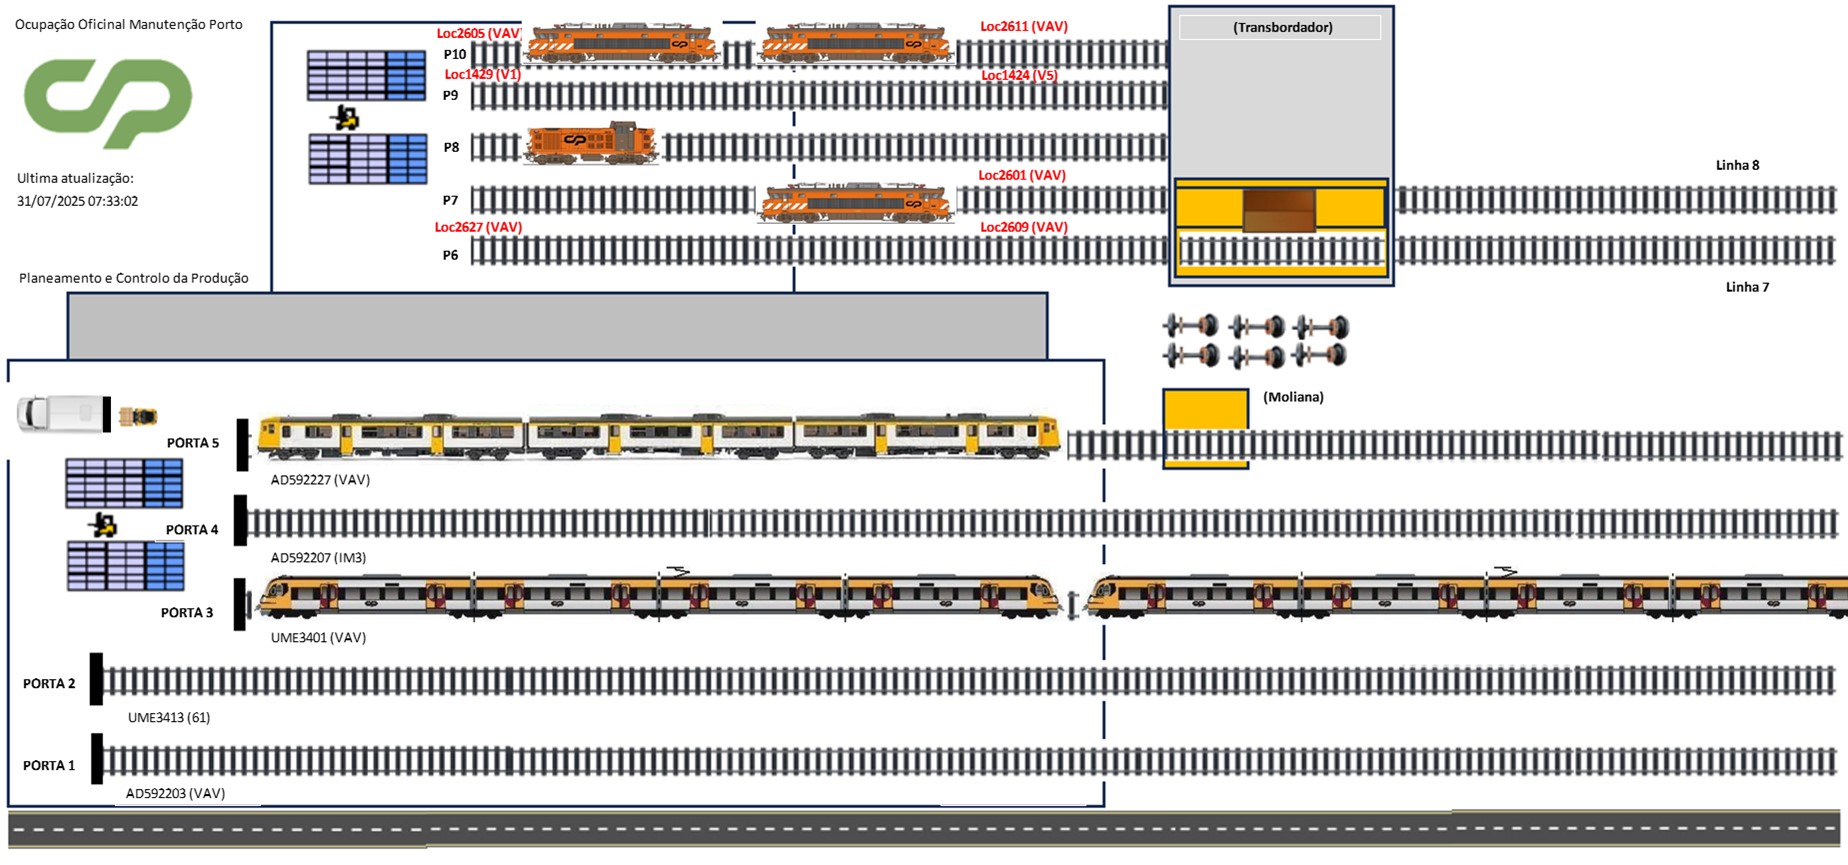 Ocupação Oficinal Manutenção Porto
Loc2605 (VAV)
Loc2611 (VAV)
(Transbordador)
P10
Loc1429 (V1)
Loc1424 (V5)
P9
P8
Linha 8
Ultima atualização:
31/07/2025 07:33:02
Loc2601 (VAV)
P7
Loc2627 (VAV)
Loc2609 (VAV)
P6
Planeamento e Controlo da Produção
Linha 7
(Moliana)
PORTA 5
AD592227 (VAV)
PORTA 4
AD592207 (IM3)
PORTA 3
UME3401 (VAV)
PORTA 2
UME3413 (61)
PORTA 1
AD592203 (VAV)